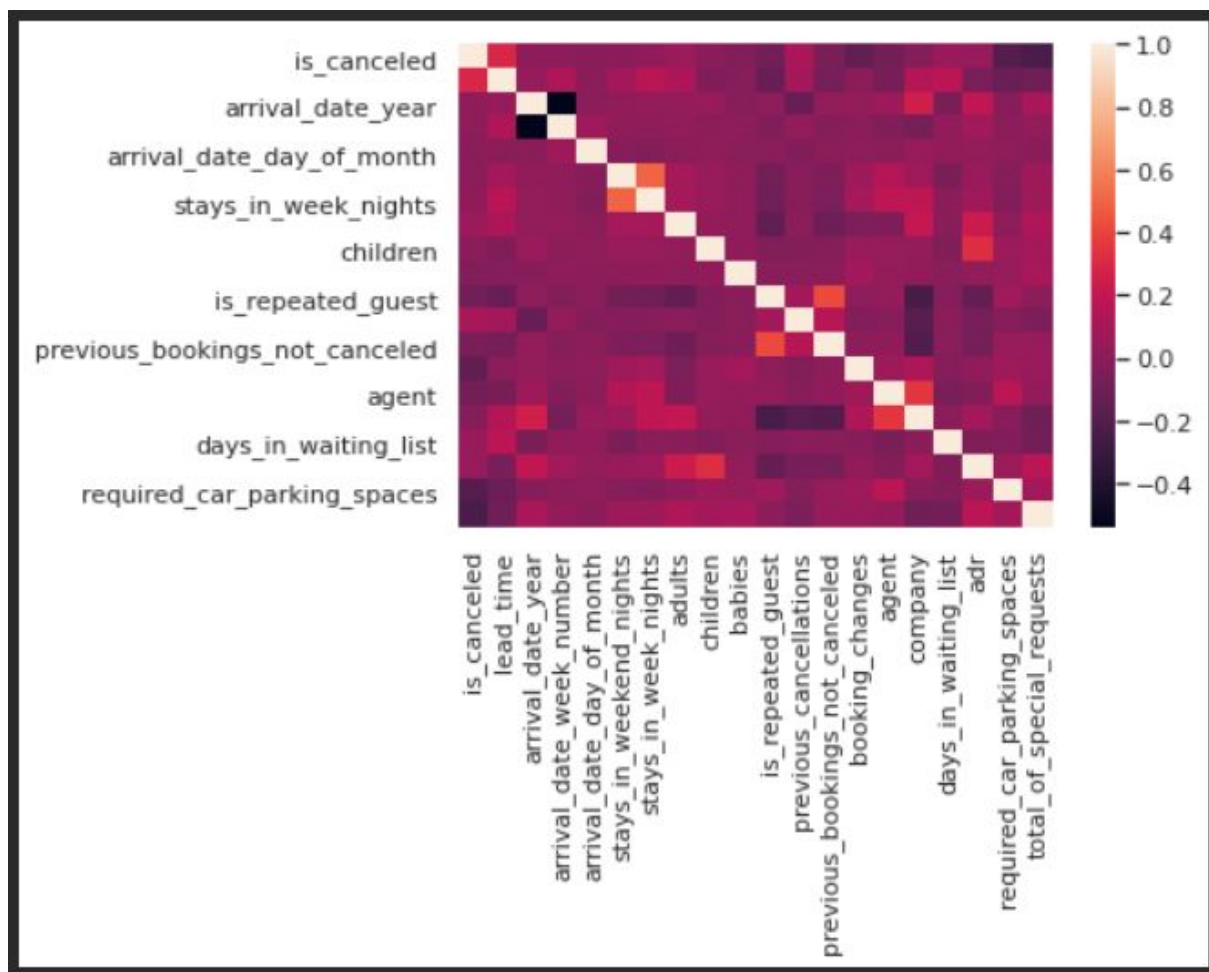 is_canceled
arrival_date_year
arrival_date_day_of_month
stays_in_week_nights
children
is_repeated_guest
previous_bookings_not_canceled
agent
days_in_waiting_list
required_car_parking_spaces
1.0
0.8
0.6
0.4
0.2
0.0
−0.2
−0.4
is_canceled
lead_time
arrival_date_year
arrival_date_week_number
arrival_date_day_of_month
stays_in_weekend_nights
stays_in_week_nights
adults
children
babies
is_repeated_guest
previous_cancellations
previous_bookings_not_canceled
booking_changes
agent
company
days_in_waiting_list
adr
required_car_parking_spaces
total_of_special_requests